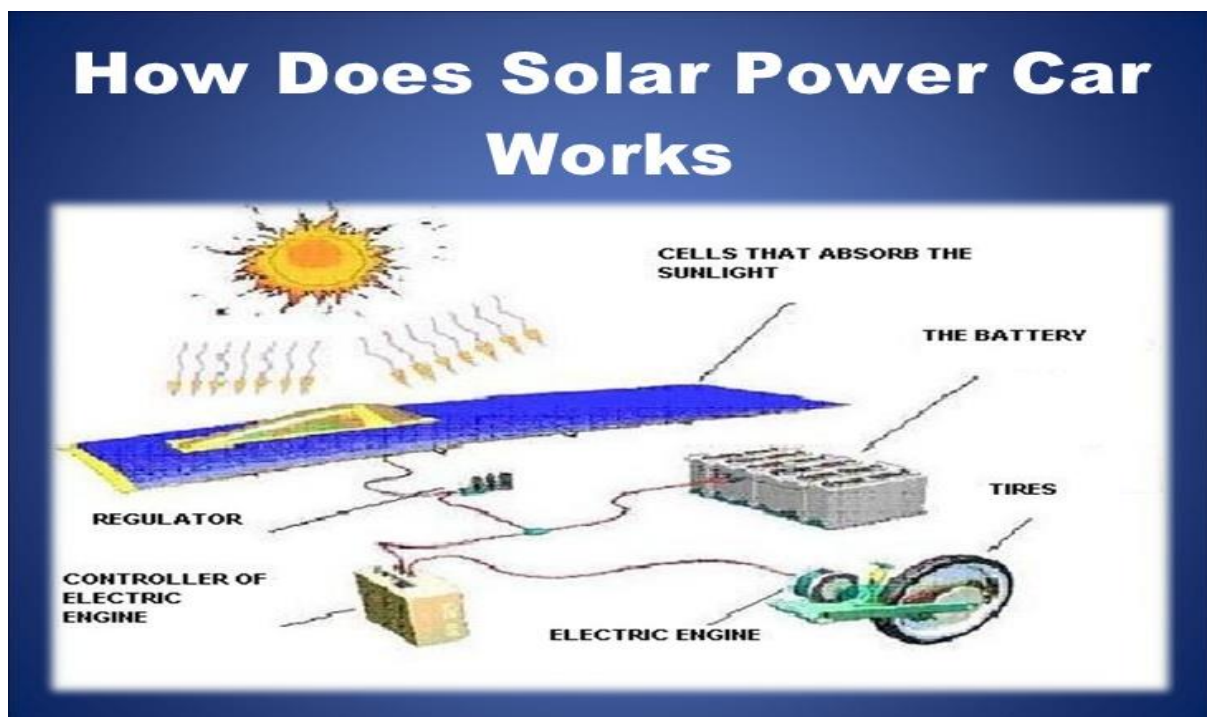 How Does Solar Power Car
Works
CELLS THAT ABSORB THE
SUNLIGHT
THE BATTERY
TIRES
REGULATOR
CONTROLLER OF
ELECTRIC
ENGINE
ELECTRIC ENGINE